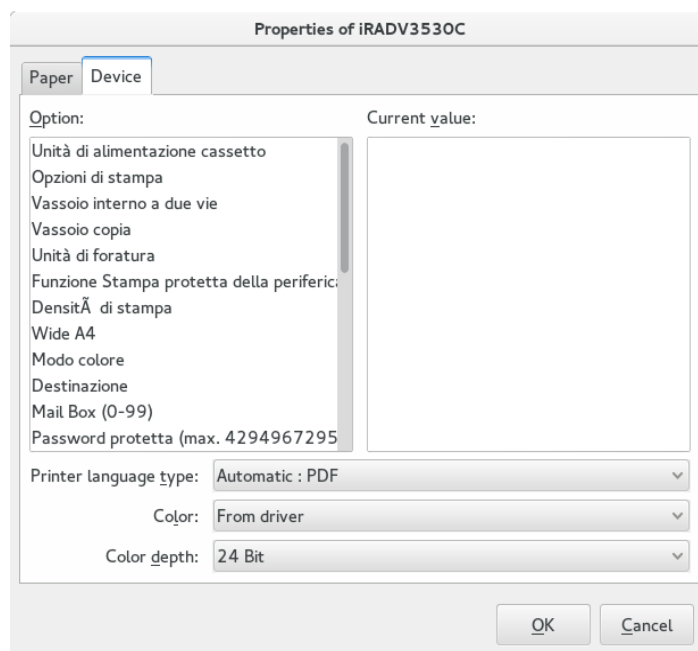 Properties of iRADV3530C
Paper
Device
Option:
Current value:
Unità di alimentazione cassetto
Opzioni di stampa
Vassoio interno a due vie
Vassoio copia
Unità di foratura
Funzione Stampa protetta della periferica
DensitÃ  di stampa
Wide A4
Modo colore
Destinazione
Mail Box (0-99)
Password protetta (max. 4294967295
Printer language type:
Automatic : PDF
Color:
From driver
Color depth:
24 Bit
OK
Cancel